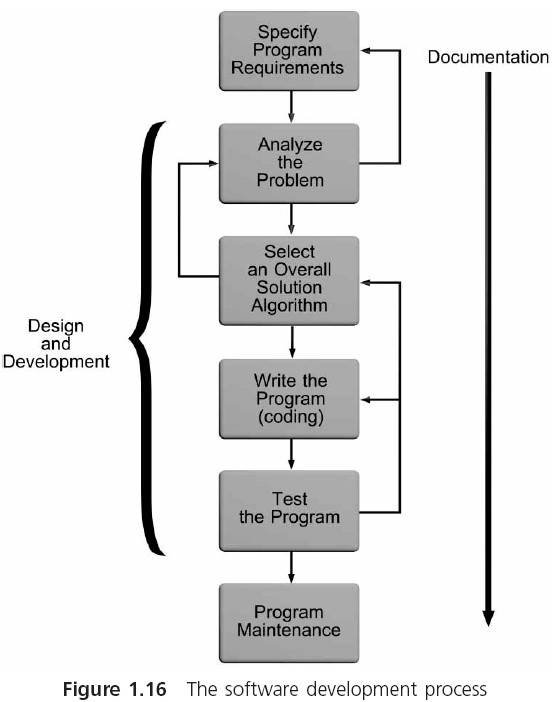 Specify
Program
Requirements
Documentation
Analyze
the
Problem
Select
an Overall
Solution
Algorithm
Design
and
Development
Write the
Program
(coding)
Test
the Program
Program
Maintenance
Figure 1.16 The software development process